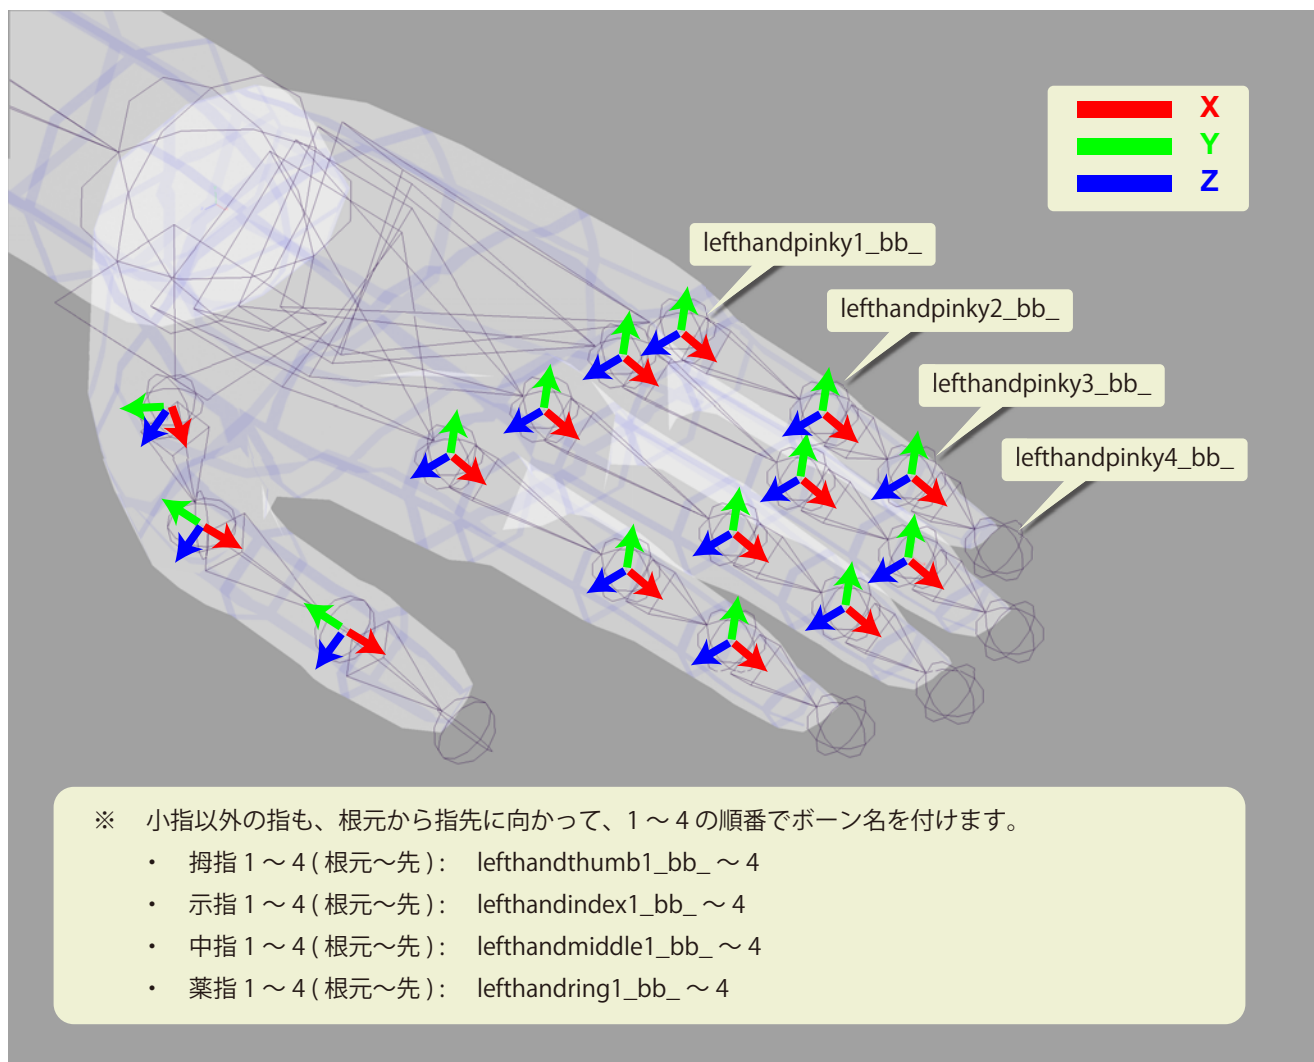 X
Y
Z
lefthandpinky1_bb_
lefthandpinky2_bb_
lefthandpinky3_bb_
lefthandpinky4_bb_
※ 小指以外の指も、根元から指先に向かって、1～4の順番でボーン名を付けます。
・ 拇指 1～4 ( 根元～先 ) : lefthandthumb1_bb_ ～ 4
・ 示指 1～4 ( 根元～先 ) : lefthandindex1_bb_ ～ 4
・ 中指 1～4 ( 根元～先 ) : lefthandmiddle1_bb_ ～ 4
・ 薬指 1～4 ( 根元～先 ) : lefthandring1_bb_ ～ 4